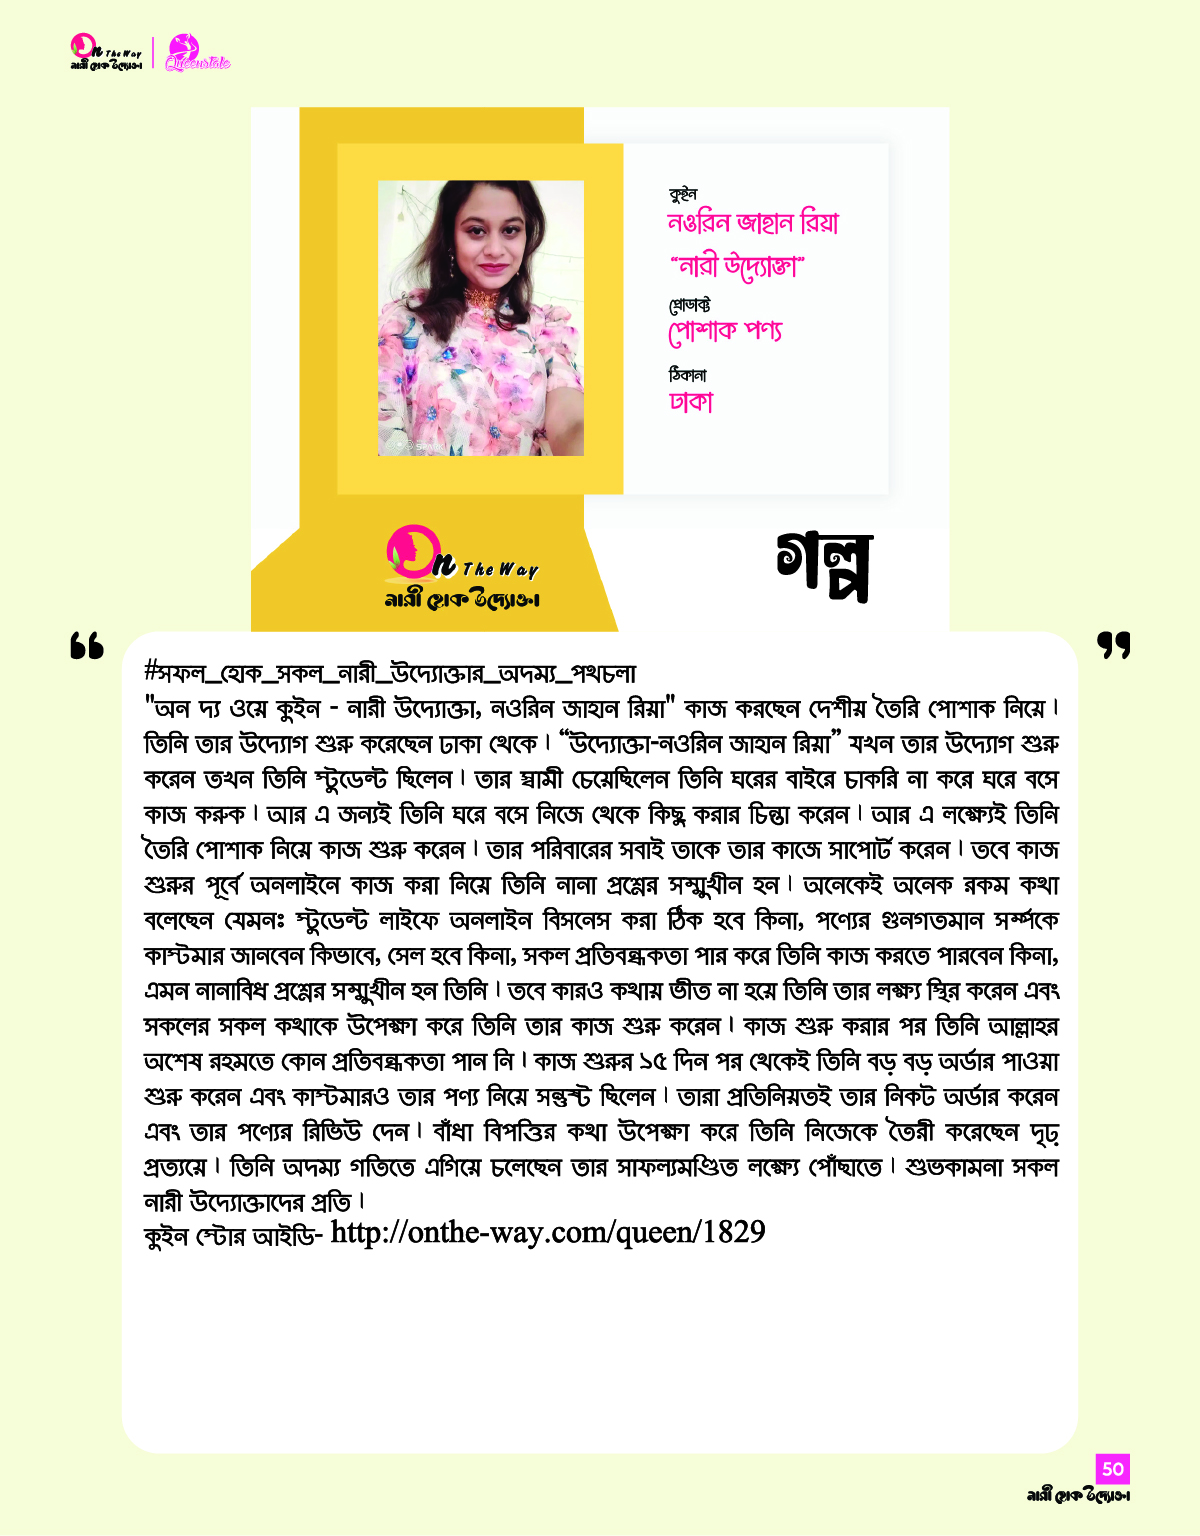 On The Way
নারী হোক উদ্যোক্তা
Queenstale
কুইন
নওরিন জাহান রিয়া
“নারী উদ্যোক্তা”
প্রোডাক্ট
পোশাক পণ্য
ঠিকানা
ঢাকা
On The Way
নারী হোক উদ্যোক্তা
গল্প
#সফল_হোক_সকল_নারী_উদ্যোক্তার_অদম্য_পথচলা
"অন দ্য ওয়ে কুইন - নারী উদ্যোক্তা, নওরিন জাহান রিয়া" কাজ করছেন দেশীয় তৈরি পোশাক নিয়ে।
তিনি তার উদ্যোগ শুরু করেছেন ঢাকা থেকে। “উদ্যোক্তা-নওরিন জাহান রিয়া” যখন তার উদ্যোগ শুরু
করেন তখন তিনি স্টুডেন্ট ছিলেন। তার স্বামী চেয়েছিলেন তিনি ঘরের বাইরে চাকরি না করে ঘরে বসে
কাজ করুক। আর এ জন্যই তিনি ঘরে বসে নিজে থেকে কিছু করার চিন্তা করেন। আর এ লক্ষ্যেই তিনি
তৈরি পোশাক নিয়ে কাজ শুরু করেন। তার পরিবারের সবাই তাকে তার কাজে সাপোর্ট করেন। তবে কাজ
শুরুর পূর্বে অনলাইনে কাজ করা নিয়ে তিনি নানা প্রশ্নের সম্মুখীন হন। অনেকেই অনেক রকম কথা
বলেছেন যেমনঃ স্টুডেন্ট লাইফে অনলাইন বিসনেস করা ঠিক হবে কিনা, পণ্যের গুনগতমান সর্ম্পকে
কাস্টমার জানবেন কিভাবে, সেল হবে কিনা, সকল প্রতিবন্ধকতা পার করে তিনি কাজ করতে পারবেন কিনা,
এমন নানাবিধ প্রশ্নের সম্মুখীন হন তিনি। তবে কারও কথায় ভীত না হয়ে তিনি তার লক্ষ্য স্থির করেন এবং
সকলের সকল কথাকে উপেক্ষা করে তিনি তার কাজ শুরু করেন। কাজ শুরু করার পর তিনি আল্লাহর
অশেষ রহমতে কোন প্রতিবন্ধকতা পান নি। কাজ শুরুর ১৫ দিন পর থেকেই তিনি বড় বড় অর্ডার পাওয়া
শুরু করেন এবং কাস্টমারও তার পণ্য নিয়ে সন্তুস্ট ছিলেন। তারা প্রতিনিয়তই তার নিকট অর্ডার করেন
এবং তার পণ্যের রিভিউ দেন। বাঁধা বিপত্তির কথা উপেক্ষা করে তিনি নিজেকে তৈরী করেছেন দৃঢ়
প্রত্যয়ে। তিনি অদম্য গতিতে এগিয়ে চলেছেন তার সাফল্যমণ্ডিত লক্ষ্যে পোঁছাতে। শুভকামনা সকল
নারী উদ্যোক্তাদের প্রতি।
কুইন স্টোর আইডি- http://onthe-way.com/queen/1829
50
নারী হোক উদ্যোক্তা